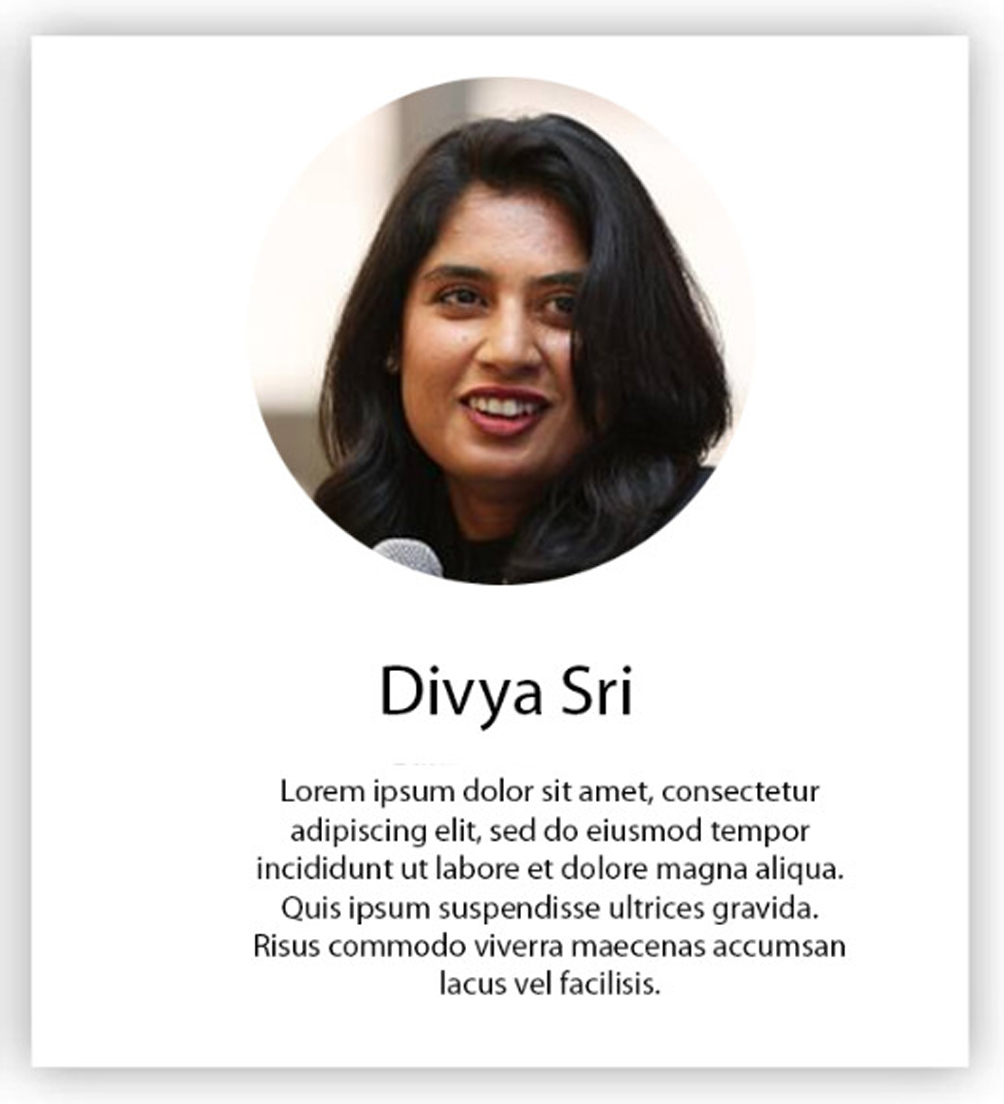 Divya Sri
Lorem ipsum dolor sit amet, consectetur
adipiscing elit, sed do eiusmod tempor
incididunt ut labore et dolore magna aliqua.
Quis ipsum suspendisse ultrices gravida.
Risus commodo viverra maecenas accumsan
lacus vel facilisis.